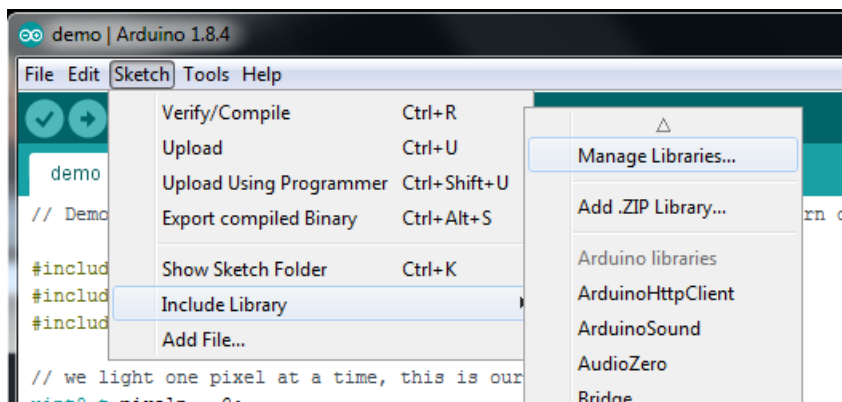 demo | Arduino 1.8.4
File Edit Sketch Tools Help
Verify/Compile Ctrl+R
Upload Ctrl+U
Upload Using Programmer Ctrl+Shift+U
Export compiled Binary Ctrl+Alt+S
Show Sketch Folder Ctrl+K
Include Library
Add File...
Manage Libraries...
Add .ZIP Library...
Arduino libraries
ArduinoHttpClient
ArduinoSound
AudioZero
Bridge
demo
// Demo
rn
#includ
#includ
#includ
// we light one pixel at a time, this is our